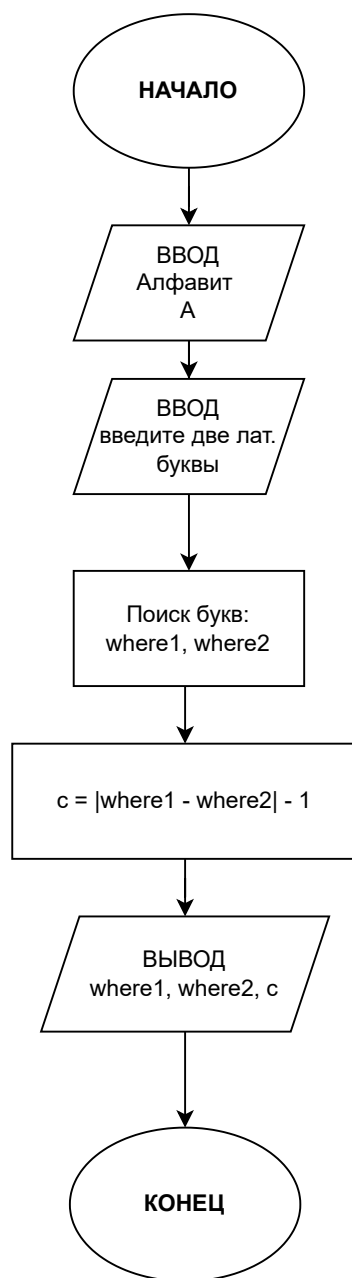 НАЧАЛО
ВВОД
Алфавит
А
ВВОД
введите две лат.
буквы
Поиск букв:
where1, where2
c = |where1 - where2| - 1
ВЫВОД
where1, where2, c
КОНЕЦ